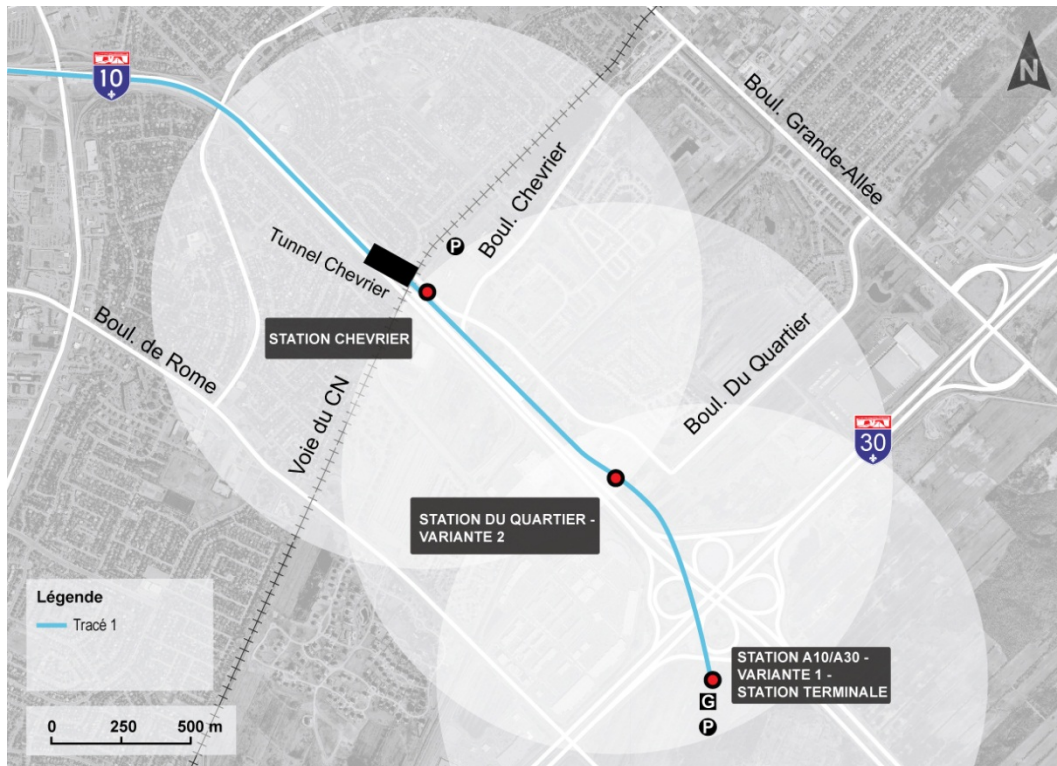 10
N
Boul. Grande-Allée
Boul. Chevrier
P
Tunnel Chevrier
STATION CHEVRIER
Boul. de Rome
Voie du CN
Boul. Du Quartier
30
STATION DU QUARTIER -
VARIANTE 2
STATION A10/A30 -
VARIANTE 1 -
STATION TERMINALE
G
P
Légende
Tracé 1
0 250 500 m